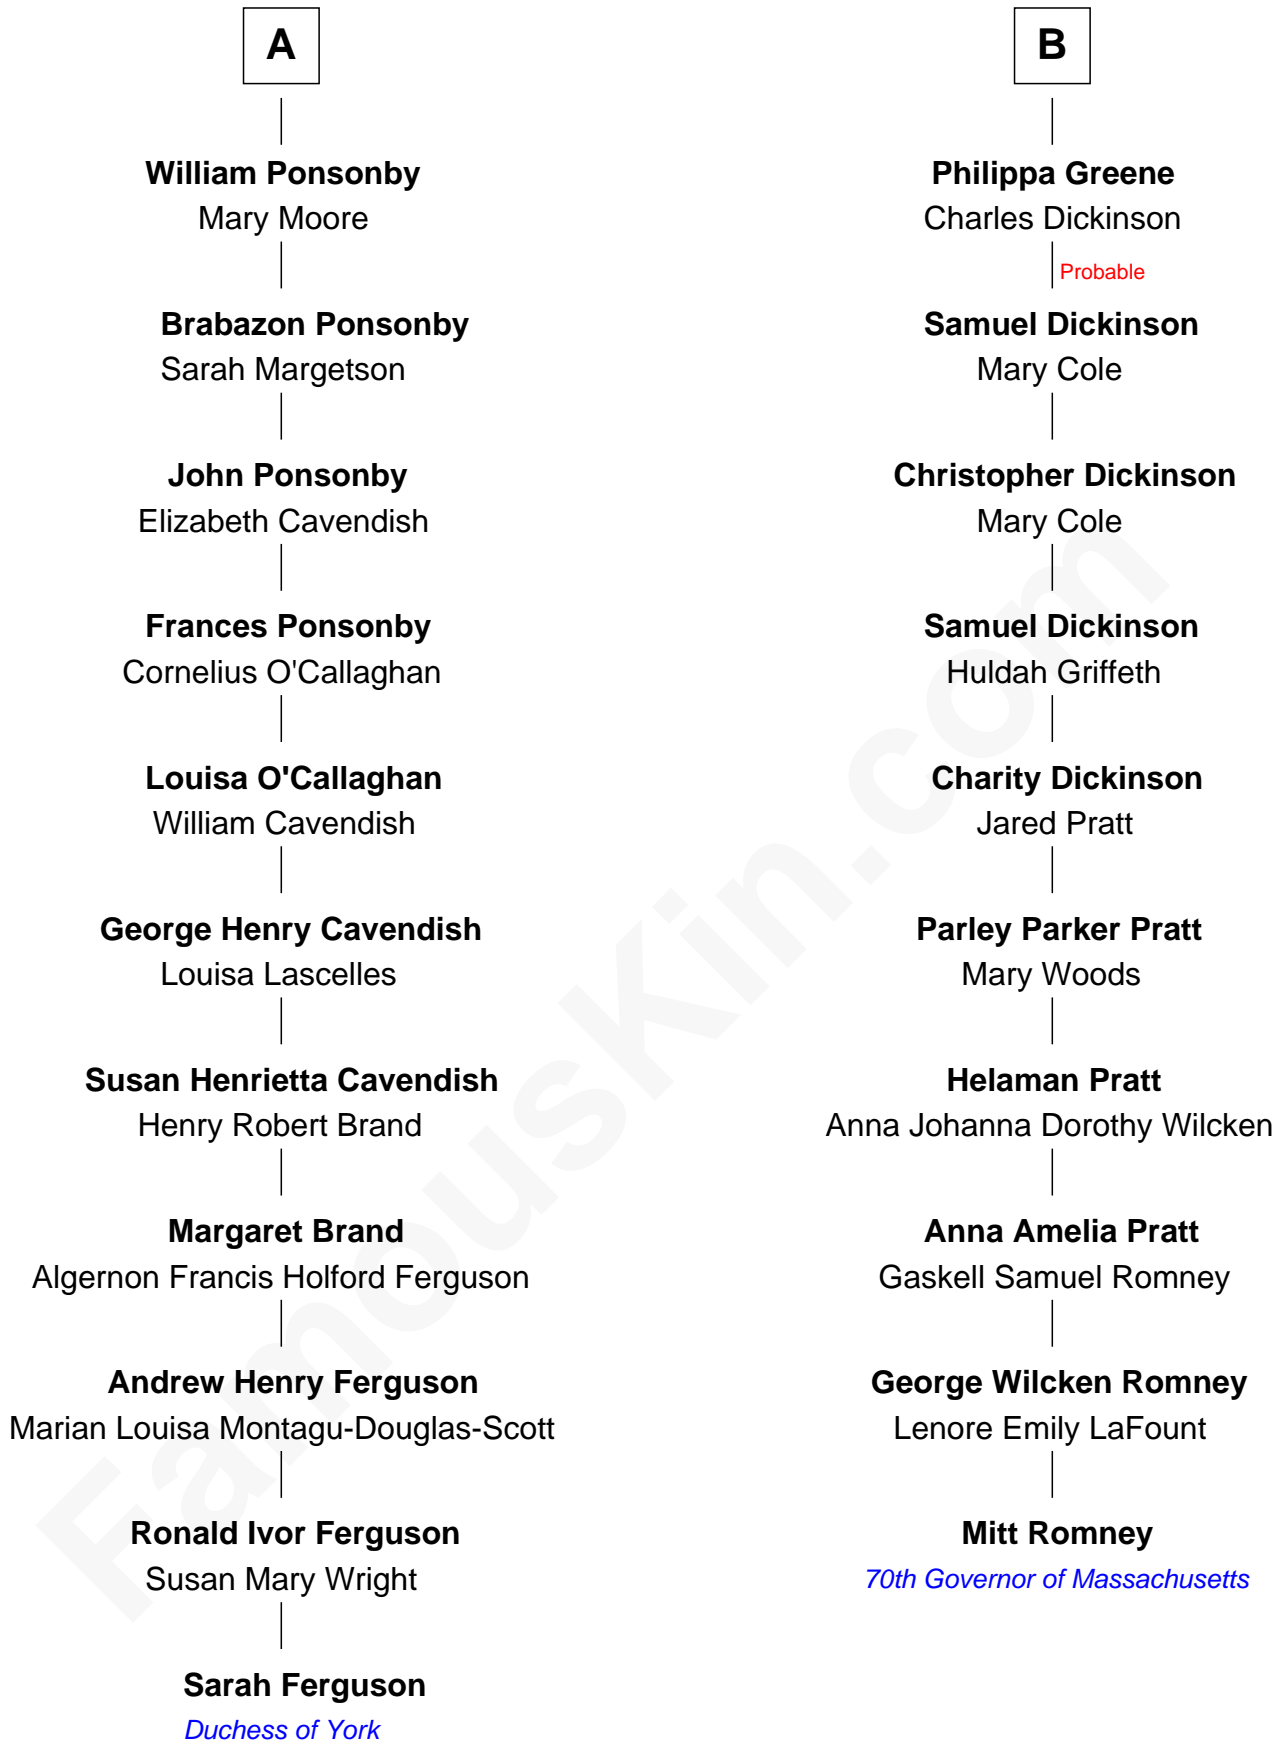 A
William Ponsonby
Mary Moore
Brabazon Ponsonby
Sarah Margetson
John Ponsonby
Elizabeth Cavendish
Frances Ponsonby
Cornelius O'Callaghan
Louisa O'Callaghan
William Cavendish
George Henry Cavendish
Louisa Lascelles
Susan Henrietta Cavendish
Henry Robert Brand
Margaret Brand
Algernon Francis Holford Ferguson
Andrew Henry Ferguson
Marian Louisa Montagu-Douglas-Scott
Ronald Ivor Ferguson
Susan Mary Wright
Sarah Ferguson
Duchess of York
B
Philippa Greene
Charles Dickinson
Probable
Samuel Dickinson
Mary Cole
Christopher Dickinson
Mary Cole
Samuel Dickinson
Huldah Griffeth
Charity Dickinson
Jared Pratt
Parley Parker Pratt
Mary Woods
Helaman Pratt
Anna Johanna Dorothy Wilcken
Anna Amelia Pratt
Gaskell Samuel Romney
George Wilcken Romney
Lenore Emily LaFount
Mitt Romney
70th Governor of Massachusetts
FamousKin.com